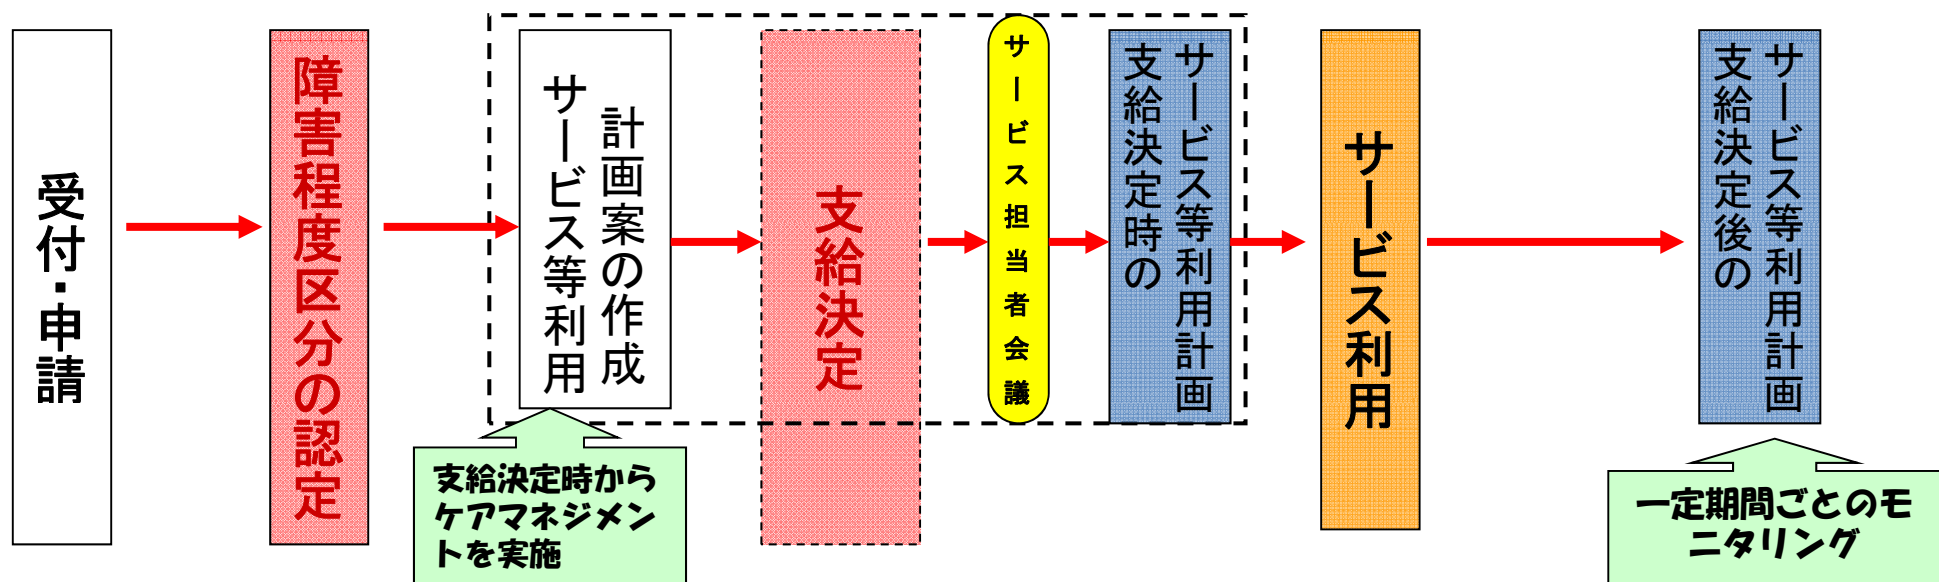 受付・申請
障害程度区分の認定
サービス等利用
計画案の作成
支給決定時から
ケアマネジメン
トを実施
支給決定
サービス担当者会議
支給決定時の
サービス等利用計画
サービス利用
支給決定後の
サービス等利用計画
一定期間ごとのモ
ニタリング